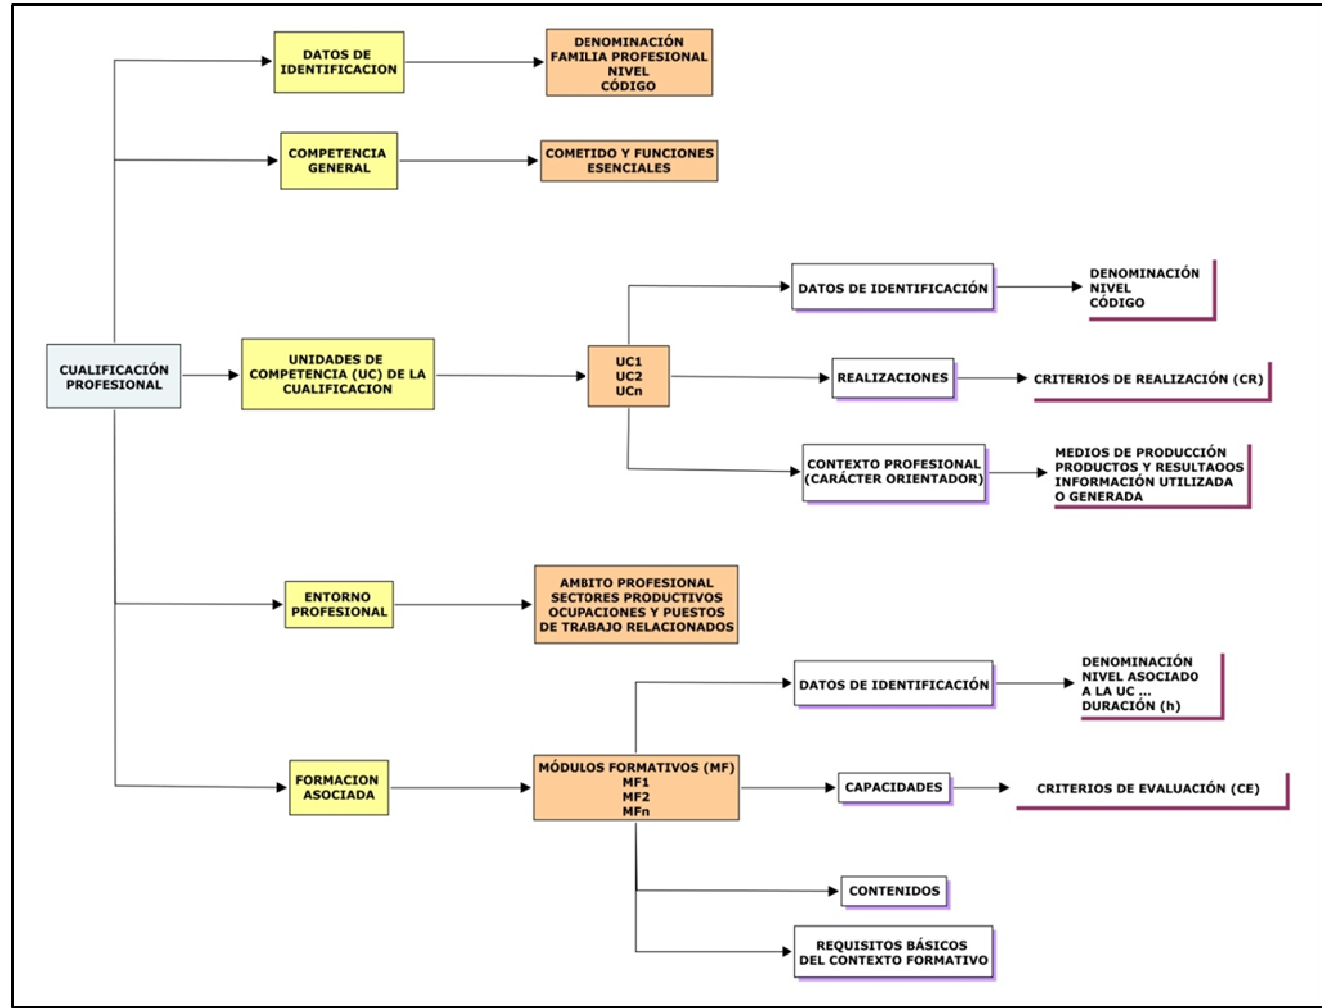 DATOS DE
IDENTIFICACION
DENOMINACIÓN
FAMILIA PROFESIONAL
NIVEL
CÓDIGO
COMPETENCIA
GENERAL
COMETIDO Y FUNCIONES
ESENCIALES
CUALIFICACIÓN
PROFESIONAL
UNIDADES DE
COMPETENCIA (UC) DE LA
CUALIFICACION
UC1
UC2
UCn
DATOS DE IDENTIFICACIÓN
DENOMINACIÓN
NIVEL
CÓDIGO
REALIZACIONES
CRITERIOS DE REALIZACIÓN (CR)
CONTEXTO PROFESIONAL
(CARÁCTER ORIENTADOR)
MEDIOS DE PRODUCCIÓN
PRODUCTOS Y RESULTAOOS
INFORMACIÓN UTILIZADA
O GENERADA
ENTORNO
PROFESIONAL
AMBITO PROFESIONAL
SECTORES PRODUCTIVOS
OCUPACIONES Y PUESTOS
DE TRABAJO RELACIONADOS
FORMACION
ASOCIADA
MÓDULOS FORMATIVOS (MF)
MF1
MF2
MFn
DATOS DE IDENTIFICACIÓN
DENOMINACIÓN
NIVEL ASOCIADO
A LA UC ...
DURACIÓN (h)
CAPACIDADES
CRITERIOS DE EVALUACIÓN (CE)
CONTENIDOS
REQUISITOS BÁSICOS
DEL CONTEXTO FORMATIVO